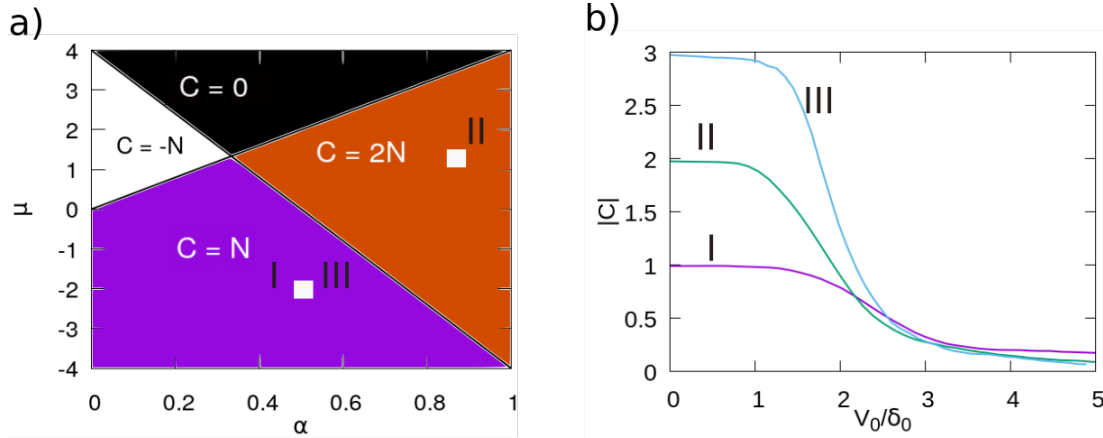 a)
4
3
2
1
0
-1
-2
-3
-4
μ
C = 0
C = -N
C = 2N
II
C = N
I III
0 0.2 0.4 0.6 0.8 1
α
b)
3
2.5
2
1.5
1
0.5
0
|C|
III
II
I
0 1 2 3 4 5
V₀/δ₀